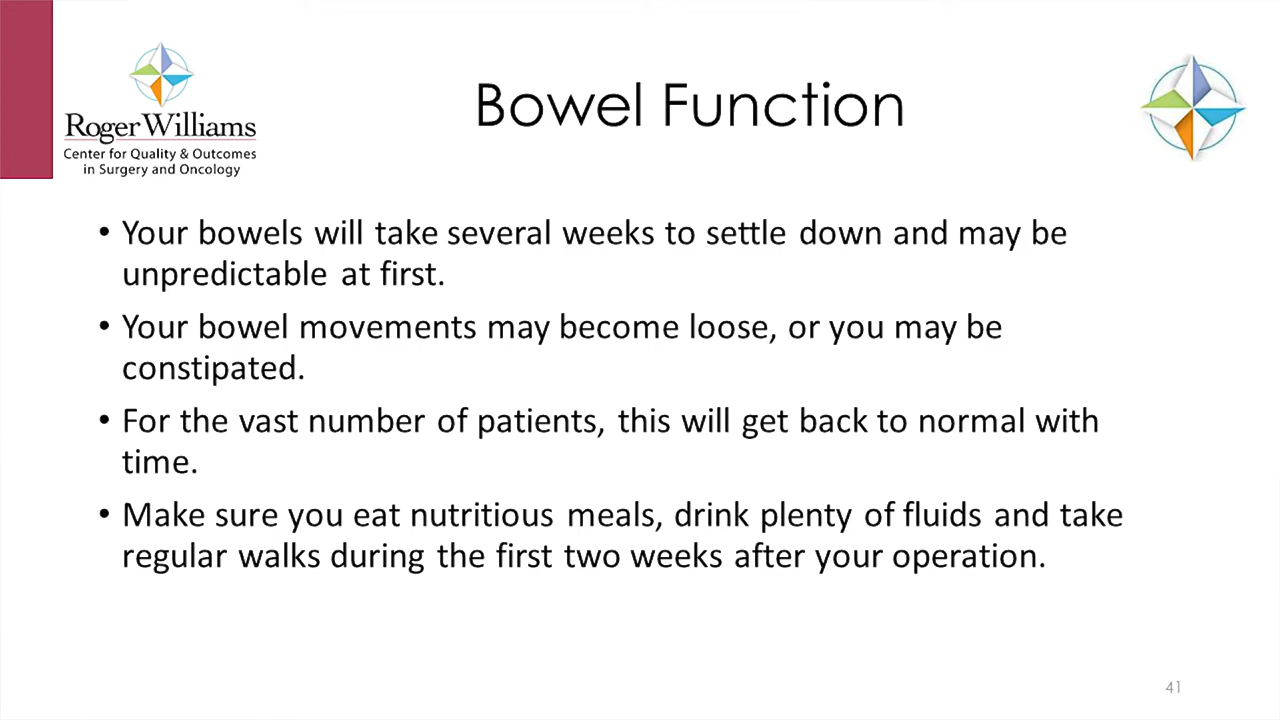 Roger Williams
Center for Quality & Outcomes
in Surgery and Oncology
Bowel Function
• Your bowels will take several weeks to settle down and may be
unpredictable at first.
• Your bowel movements may become loose, or you may be
constipated.
• For the vast number of patients, this will get back to normal with
time.
• Make sure you eat nutritious meals, drink plenty of fluids and take
regular walks during the first two weeks after your operation.
41